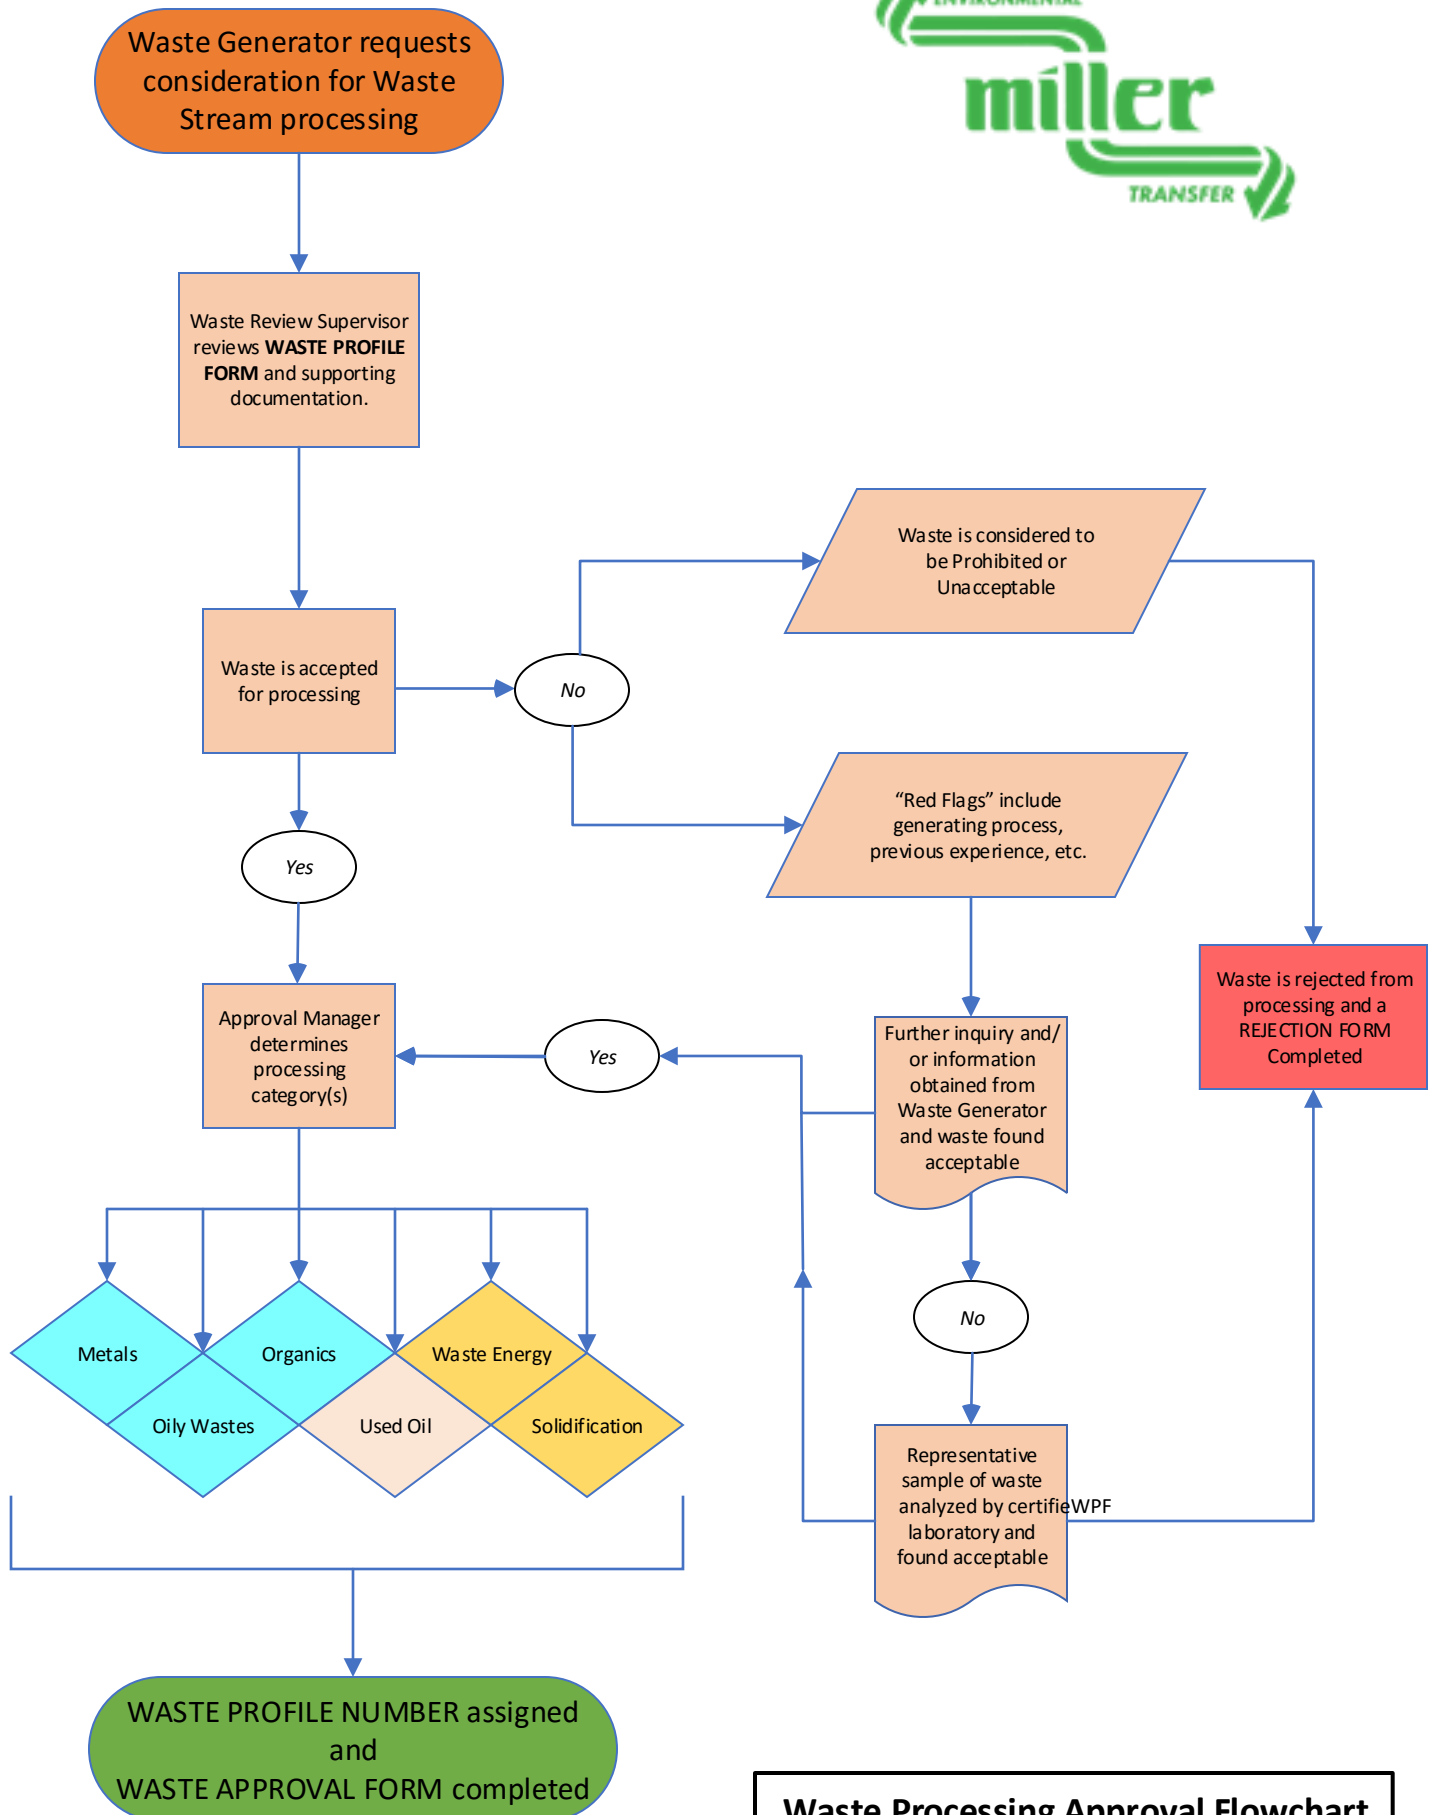 ENVIRONMENTAL
miller
TRANSFER
Waste Generator requests
consideration for Waste
Stream processing
Waste Review Supervisor
reviews WASTE PROFILE
FORM and supporting
documentation.
Waste is considered to
be Prohibited or
Unacceptable
Waste is accepted
for processing
No
“Red Flags” include
generating process,
previous experience, etc.
Yes
Waste is rejected from
processing and a
REJECTION FORM
Completed
Approval Manager
determines
processing
category(s)
Yes
Further inquiry and/
or information
obtained from
Waste Generator
and waste found
acceptable
No
Metals
Organics
Waste Energy
Oily Wastes
Used Oil
Solidification
Representative
sample of waste
analyzed by certifieWPF
laboratory and
found acceptable
WASTE PROFILE NUMBER assigned
and
WASTE APPROVAL FORM completed
Waste Processing Approval Flowchart